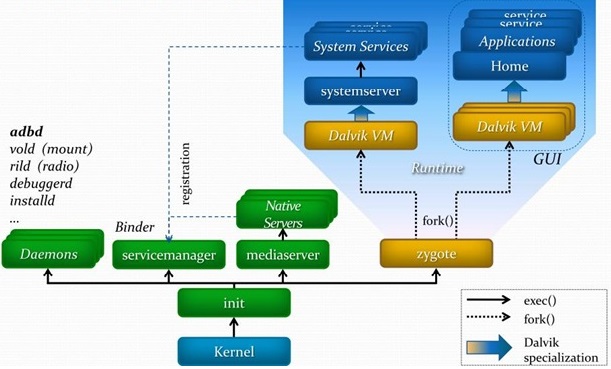 service
service
System Services
systemserver
Dalvik VM
service
service
Applications
Home
Dalvik VM
GUI
Runtime
fork()
adbd
vold (mount)
rild (radio)
debuggerd
installd
...
registration
Binder
Native
Servers
Daemons
servicemanager
mediaserver
zygote
init
Kernel
exec()
fork()
Dalvik
specialization